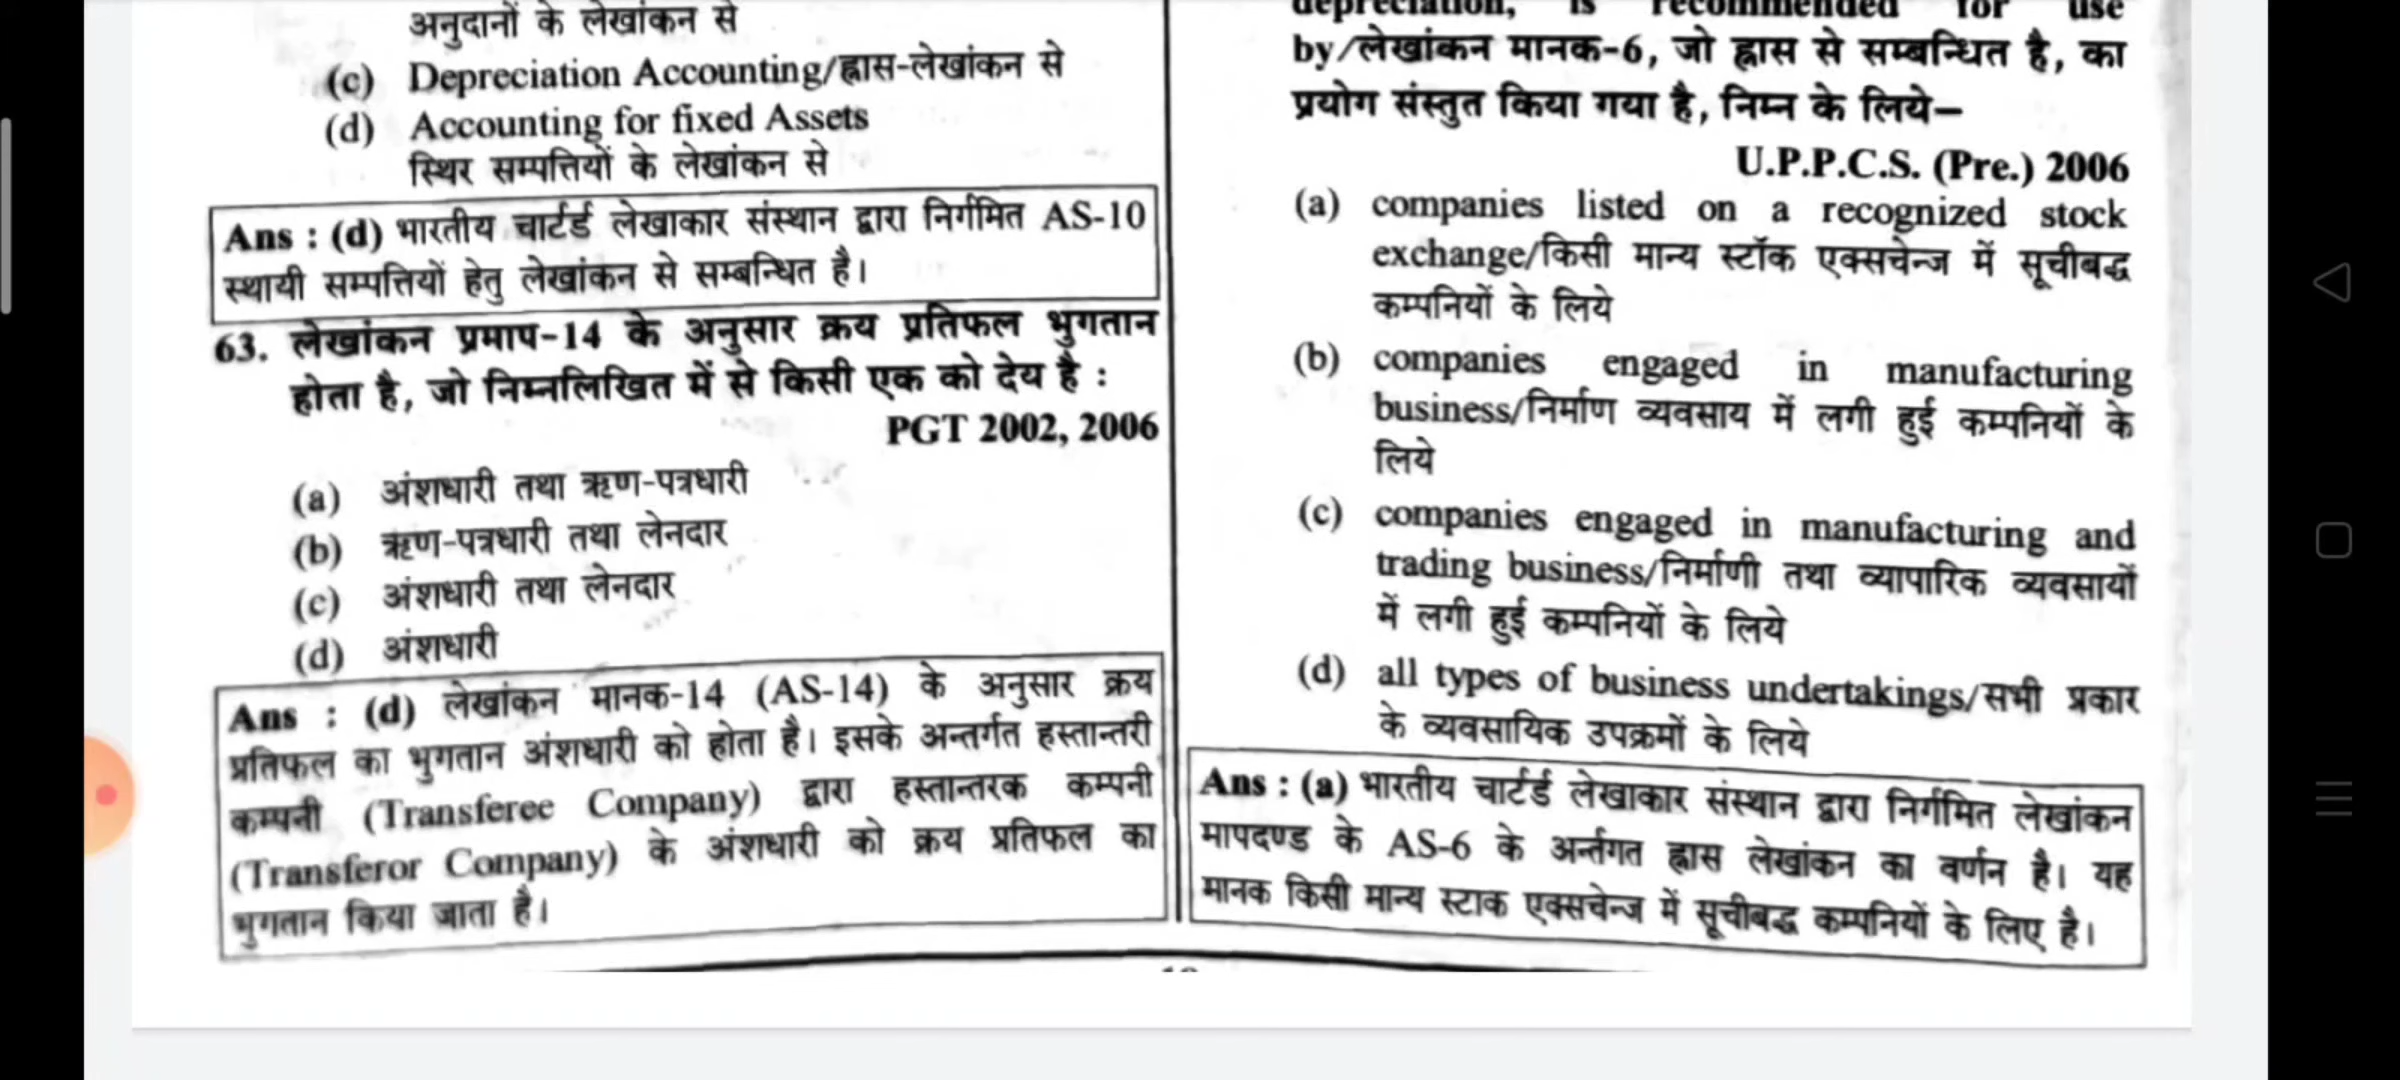 अनुदानों के लेखांकन से
(c) Depreciation Accounting/ह्रास-लेखांकन से
(d) Accounting for fixed Assets
स्थिर सम्पत्तियों के लेखांकन से
Ans : (d) भारतीय चार्टर्ड लेखाकार संस्थान द्वारा निर्गमित AS-10
स्थायी सम्पत्तियों हेतु लेखांकन से सम्बन्धित है।
63. लेखांकन प्रमाप-14 के अनुसार क्रय प्रतिफल भुगतान
होता है, जो निम्नलिखित में से किसी एक को देय है :
PGT 2002, 2006
(a) अंशधारी तथा ऋण-पत्रधारी
(b) ऋण-पत्रधारी तथा लेनदार
(c) अंशधारी तथा लेनदार
(d) अंशधारी
Ans : (d) लेखांकन मानक-14 (AS-14) के अनुसार क्रय
प्रतिफल का भुगतान अंशधारी को होता है। इसके अन्तर्गत हस्तान्तरी
कम्पनी (Transferee Company) द्वारा हस्तान्तरक कम्पनी
(Transferor Company) के अंशधारी को क्रय प्रतिफल का
भुगतान किया जाता है।
depreciation, is recommended for use
by/लेखांकन मानक-6, जो ह्रास से सम्बन्धित है, का
प्रयोग संस्तुत किया गया है, निम्न के लिये–
U.P.P.C.S. (Pre.) 2006
(a) companies listed on a recognized stock
exchange/किसी मान्य स्टॉक एक्सचेन्ज में सूचीबद्ध
कम्पनियों के लिये
(b) companies engaged in manufacturing
business/निर्माण व्यवसाय में लगी हुई कम्पनियों के
लिये
(c) companies engaged in manufacturing and
trading business/निर्माणी तथा व्यापारिक व्यवसायों
में लगी हुई कम्पनियों के लिये
(d) all types of business undertakings/सभी प्रकार
के व्यवसायिक उपक्रमों के लिये
Ans : (a) भारतीय चार्टर्ड लेखाकार संस्थान द्वारा निर्गमित लेखांकन
मापदण्ड के AS-6 के अर्न्तगत ह्रास लेखांकन का वर्णन है। यह
मानक किसी मान्य स्टाक एक्सचेन्ज में सूचीबद्ध कम्पनियों के लिए है।